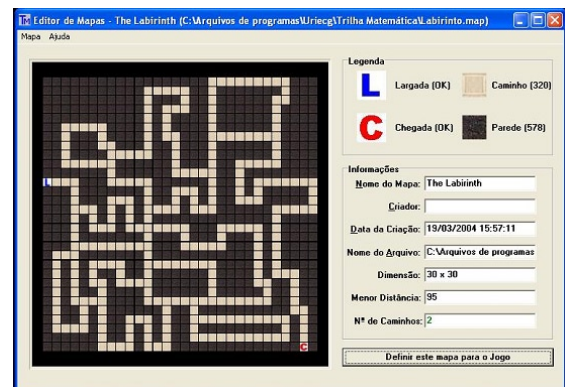 TM Editor de Mapas - The Labirinth (C:\Arquivos de programas\Uriecg\Trilha Matemática\Labirinto.map)
Mapa Ajuda
Legenda
L Largada (OK) Caminho (320)
C Chegada (OK) Parede (578)
L
C
Informações
Nome do Mapa: The Labirinth
Criador:
Data da Criação: 19/03/2004 15:57:11
Nome do Arquivo: C:\Arquivos de programas
Dimensão: 30 x 30
Menor Distância: 95
Nº de Caminhos: 2
Definir este mapa para o Jogo